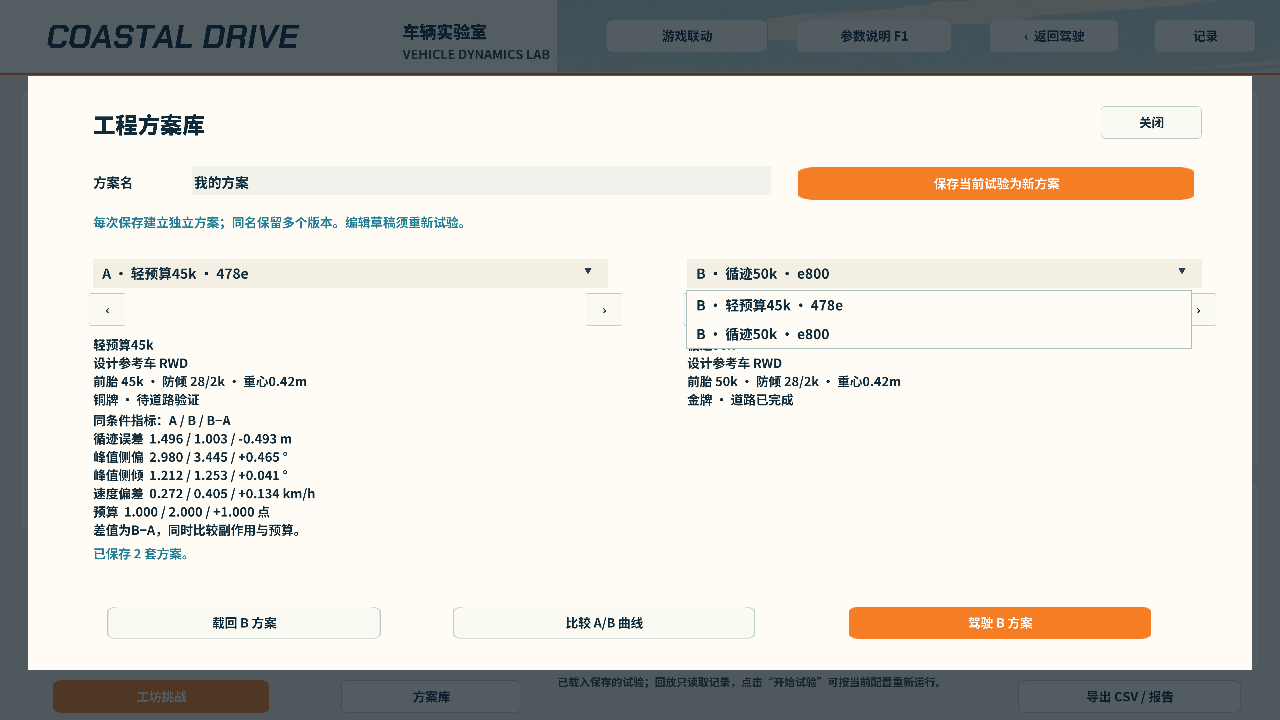 COASTAL DRIVE
车辆实验室
VEHICLE DYNAMICS LAB
游戏联动
参数说明 F1
‹ 返回驾驶
记录
工程方案库
关闭
方案名
我的方案
保存当前试验为新方案
每次保存建立独立方案；同名保留多个版本。编辑草稿须重新试验。
A · 轻预算45k · 478e ▼
B · 循迹50k · e800 ▼
‹
›
›
B · 轻预算45k · 478e
B · 循迹50k · e800
轻预算45k
设计参考车 RWD
前胎 45k · 防倾 28/2k · 重心0.42m
铜牌 · 待道路验证
设计参考车 RWD
前胎 50k · 防倾 28/2k · 重心0.42m
金牌 · 道路已完成
同条件指标：A / B / B−A
循迹误差 1.496 / 1.003 / -0.493 m
峰值侧偏 2.980 / 3.445 / +0.465 °
峰值侧倾 1.212 / 1.253 / +0.041 °
速度偏差 0.272 / 0.405 / +0.134 km/h
预算 1.000 / 2.000 / +1.000 点
差值为B−A，同时比较副作用与预算。
已保存 2 套方案。
载回 B 方案
比较 A/B 曲线
驾驶 B 方案
工坊挑战
方案库
已载入保存的试验；回放只读取记录，点击“开始试验”可按当前配置重新运行。
导出 CSV / 报告